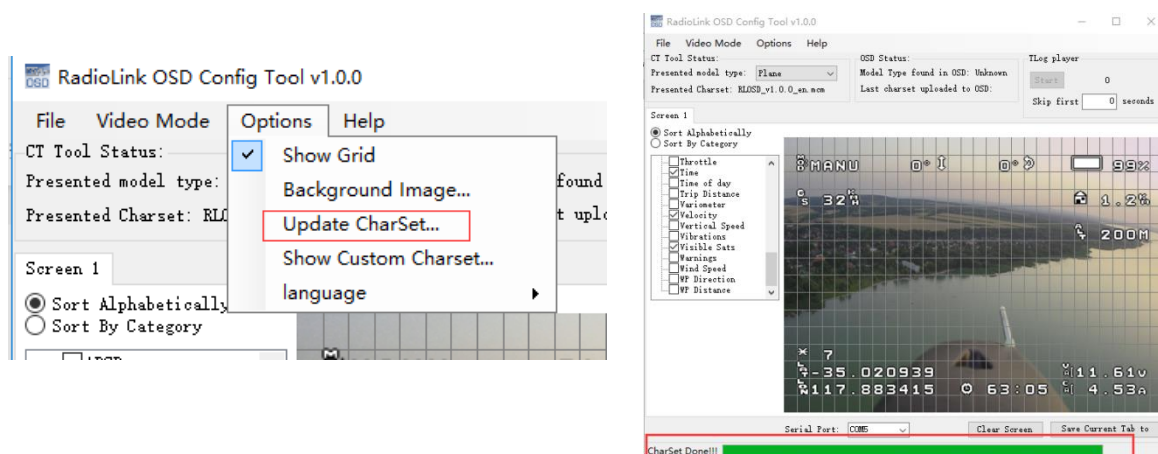 RadioLink OSD Config Tool v1.0.0
File Video Mode Options Help
CT Tool Status:
Presented model type:
found
Presented Charset: RLO
t uplo
Show Grid
Background Image...
Update CharSet...
Show Custom Charset...
language
Screen 1
Sort Alphabetically
Sort By Category
RadioLink OSD Config Tool v1.0.0
File Video Mode Options Help
CT Tool Status:
Presented model type: Plane
Presented Charset: RLOSD_v1.0.0_en.mcm
OSD Status:
Model Type found in OSD: Unknown
Last charset uploaded to OSD:
TLog player
Start 0
Skip first 0 seconds
Screen 1
Sort Alphabetically
Sort By Category
Throttle
Time
Time of day
Trip Distance
Variometer
Velocity
Vertical Speed
Vibrations
Visible Sats
Warnings
Wind Speed
WP Direction
WP Distance
MANU 0° 0° 99%
GS 32KH 1.2KM
200M
7
-35.020939 11.61V
117.883415 63:05 4.53A
Serial Port: COM5 Clear Screen Save Current Tab to
CharSet Done!!!